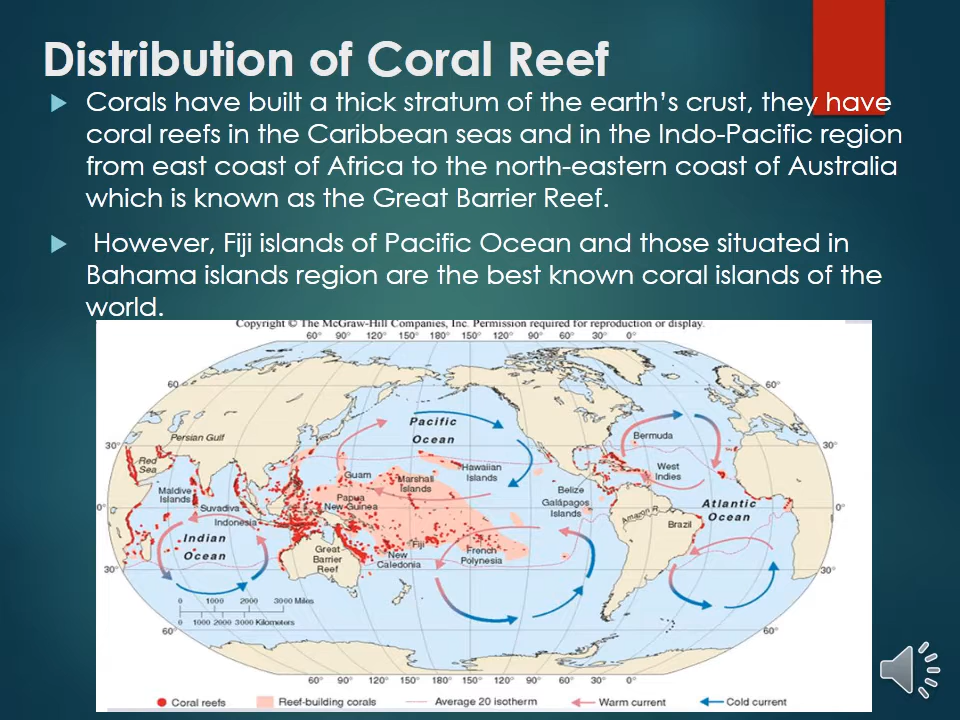 Distribution of Coral Reef
Corals have built a thick stratum of the earth's crust, they have
coral reefs in the Caribbean seas and in the Indo-Pacific region
from east coast of Africa to the north-eastern coast of Australia
which is known as the Great Barrier Reef.
However, Fiji islands of Pacific Ocean and those situated in
Bahama islands region are the best known coral islands of the
world.
Copyright © The McGraw-Hill Companies, Inc. Permission required for reproduction or display.
60° 90° 120° 150° 180° 150° 120° 90° 60° 30° 0°
60
60°
Pacific
Ocean
Bermuda
Persian Gulf
30°
30°
Red
Sea
West
Indies
Hawaiian
Islands
Guam
Marshall
Islands
Maldive
Islands
Belize
Papua
New Guinea
Galápagos
Islands
Atlantic
Ocean
0°
0°
Suvadiva
Indonesia
Amazon R.
Brazil
Indian
Ocean
Fiji
Great
Barrier
Reef
New
Caledonia
French
Polynesia
30°
30°
0 1000 2000 3000 Miles
0 1000 2000 3000 Kilometers
60°
60°
60° 90° 120° 150° 180° 150° 120° 90° 60° 30° 0°
Coral reefs
Reef-building corals
Average 20 isotherm
Warm current
Cold current